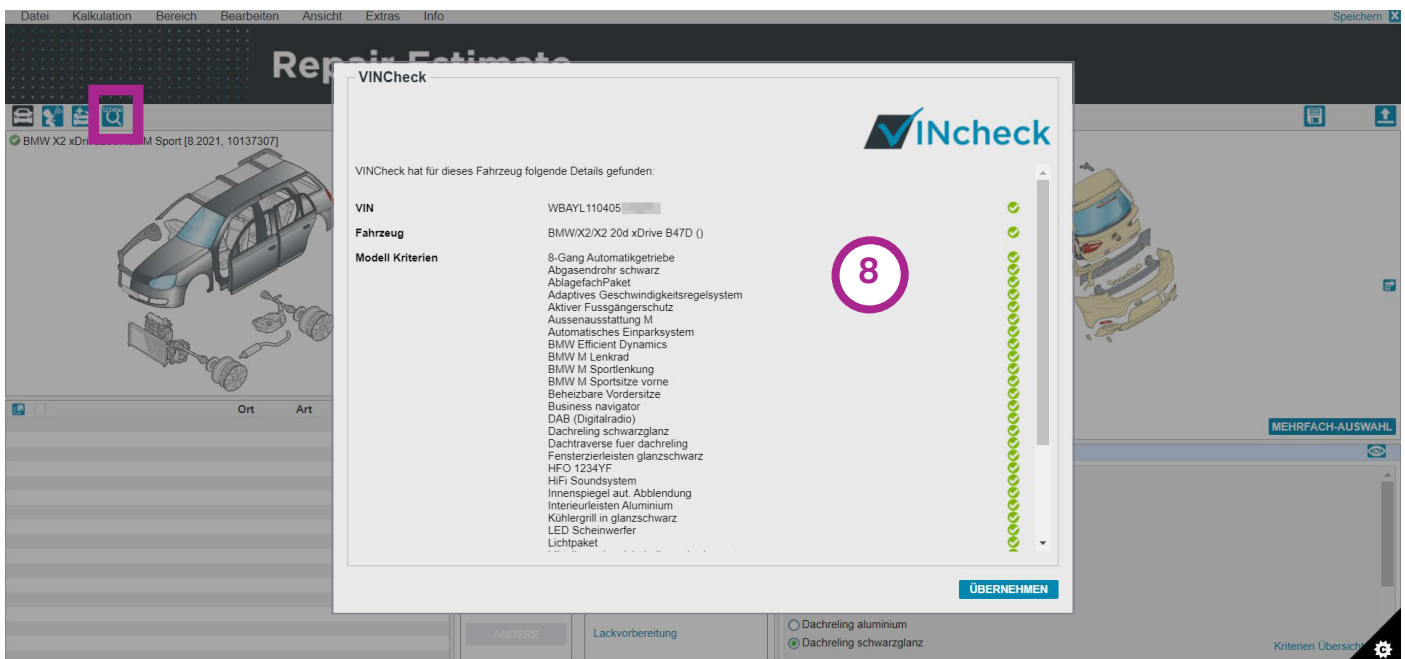 Datei Kalkulation Bereich Bearbeiten Ansicht Extras Info Speichern
VINCheck
VINcheck
BMW X2 M Sport [8.2021, 10137307]
VINCheck hat für dieses Fahrzeug folgende Details gefunden:
VIN WBAYL110405
Fahrzeug BMW/X2/X2 20d xDrive B47D ()
Modell Kriterien 8-Gang Automatikgetriebe
8
Abgasendrohr schwarz
AblagefachPaket
Adaptives Geschwindigkeitsregelsystem
Aktiver Fussgängerschutz
Aussenausstattung M
Automatisches Einparksystem
BMW Efficient Dynamics
BMW M Lenkrad
BMW M Sportlenkung
BMW M Sportsitze vorne
Beheizbare Vordersitze
Business navigator
DAB (Digitalradio)
Dachreling schwarzglanz
Dachtraverse fuer dachreling
Fensterzierleisten glanzschwarz
HFO 1234YF
HiFi Soundsystem
Innenspiegel aut. Abblendung
Interieurleisten Aluminium
Kühlergrill in glanzschwarz
LED Scheinwerfer
Lichtpaket
Ort Art
MEHRFACH-AUSWAHL
ÜBERNEHMEN
ANDERE
Lackvorbereitung
Dachreling aluminium
Dachreling schwarzglanz
Kriterien